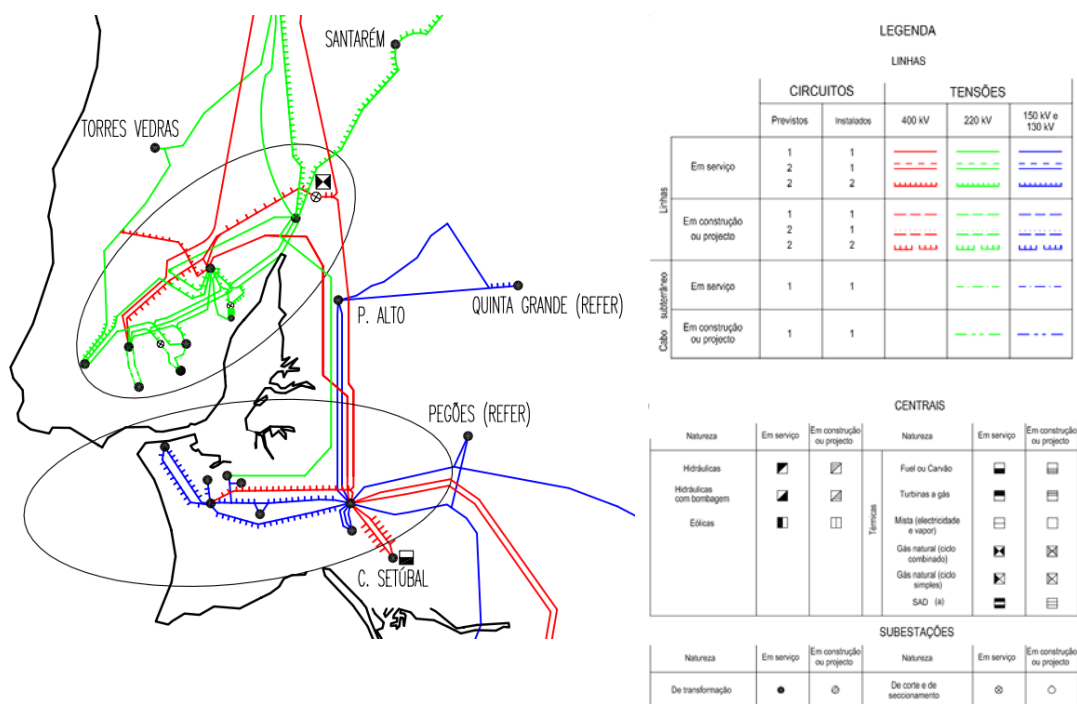 SANTARÉM
TORRES VEDRAS
P. ALTO
QUINTA GRANDE (REFER)
PEGÕES (REFER)
C. SETÚBAL
LEGENDA
LINHAS
CIRCUITOS
TENSÕES
Previstos
Instalados
400 kV
220 kV
150 kV e
130 kV
Linhas
Em serviço
1 1
2 1
2 2
Em construção
ou projecto
1 1
2 1
2 2
Cabo subterrâneo
Em serviço
1 1
Em construção
ou projecto
1 1
CENTRAIS
Natureza
Em serviço
Em construção
ou projecto
Natureza
Em serviço
Em construção
ou projecto
Hidráulicas
Hidráulicas
com bombagem
Eólicas
Térmicas
Fuel ou Carvão
Turbinas a gás
Mista (electricidade
e vapor)
Gás natural (ciclo
combinado)
Gás natural (ciclo
simples)
SAD (a)
SUBESTAÇÕES
Natureza
Em serviço
Em construção
ou projecto
Natureza
Em serviço
Em construção
ou projecto
De transformação
De corte e de
seccionamento